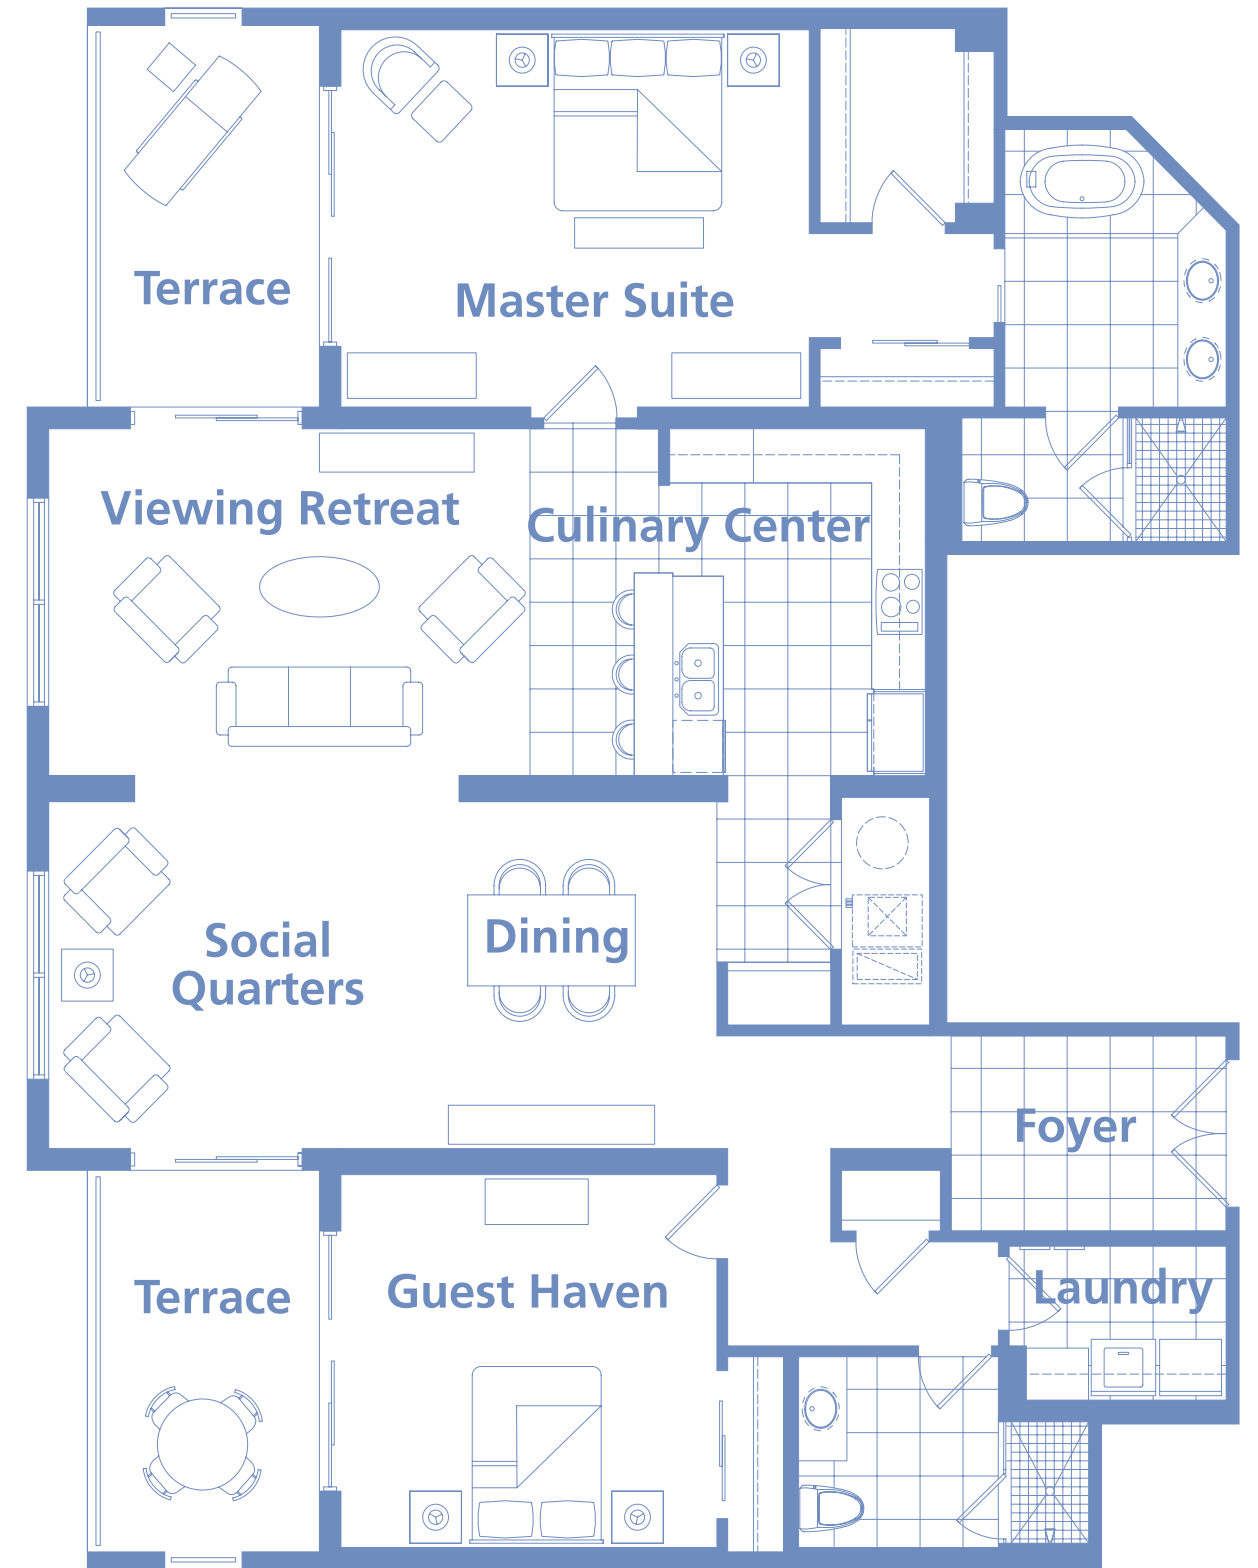 Terrace
Master Suite
Viewing Retreat
Culinary Center
Social
Quarters
Dining
Foyer
Terrace
Guest Haven
Laundry